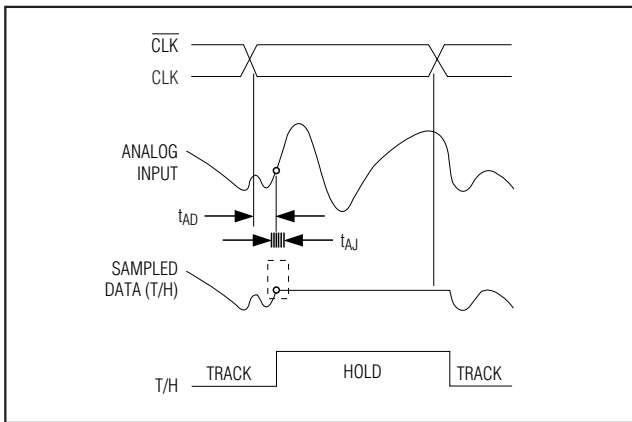 CLK
CLK
ANALOG
INPUT
tAD
tAJ
SAMPLED
DATA (T/H)
TRACK
HOLD
TRACK
T/H